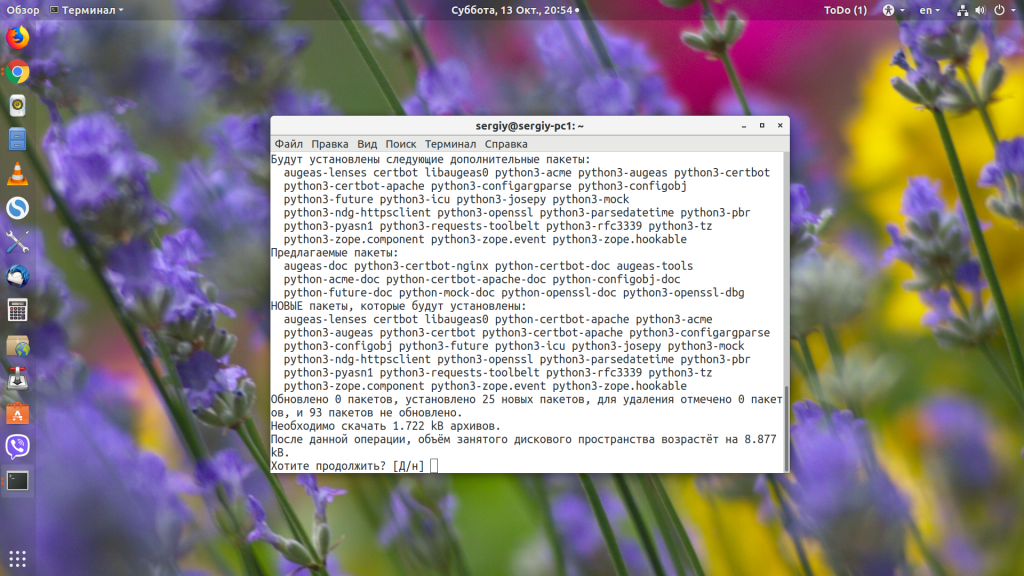 Обзор Терминал Суббота, 13 Окт., 20:54 ToDo (1) en
sergiy@sergiy-pc1: ~
Файл Правка Вид Поиск Терминал Справка
Будут установлены следующие дополнительные пакеты:
augeas-lenses certbot libaugeas0 python3-acme python3-augeas python3-certbot
python3-certbot-apache python3-configargparse python3-configobj
python3-future python3-icu python3-josepy python3-mock
python3-ndg-httpsclient python3-openssl python3-parsedatetime python3-pbr
python3-pyasn1 python3-requests-toolbelt python3-rfc3339 python3-tz
python3-zope.component python3-zope.event python3-zope.hookable
Предлагаемые пакеты:
augeas-doc python3-certbot-nginx python-certbot-doc augeas-tools
python-acme-doc python-certbot-apache-doc python-configobj-doc
python-future-doc python-mock-doc python-openssl-doc python3-openssl-dbg
НОВЫЕ пакеты, которые будут установлены:
augeas-lenses certbot libaugeas0 python-certbot-apache python3-acme
python3-augeas python3-certbot python3-certbot-apache python3-configargparse
python3-configobj python3-future python3-icu python3-josepy python3-mock
python3-ndg-httpsclient python3-openssl python3-parsedatetime python3-pbr
python3-pyasn1 python3-requests-toolbelt python3-rfc3339 python3-tz
python3-zope.component python3-zope.event python3-zope.hookable
Обновлено 0 пакетов, установлено 25 новых пакетов, для удаления отмечено 0 пакет
ов, и 93 пакетов не обновлено.
Необходимо скачать 1.722 kB архивов.
После данной операции, объём занятого дискового пространства возрастёт на 8.877
kB.
Хотите продолжить? [Д/н]